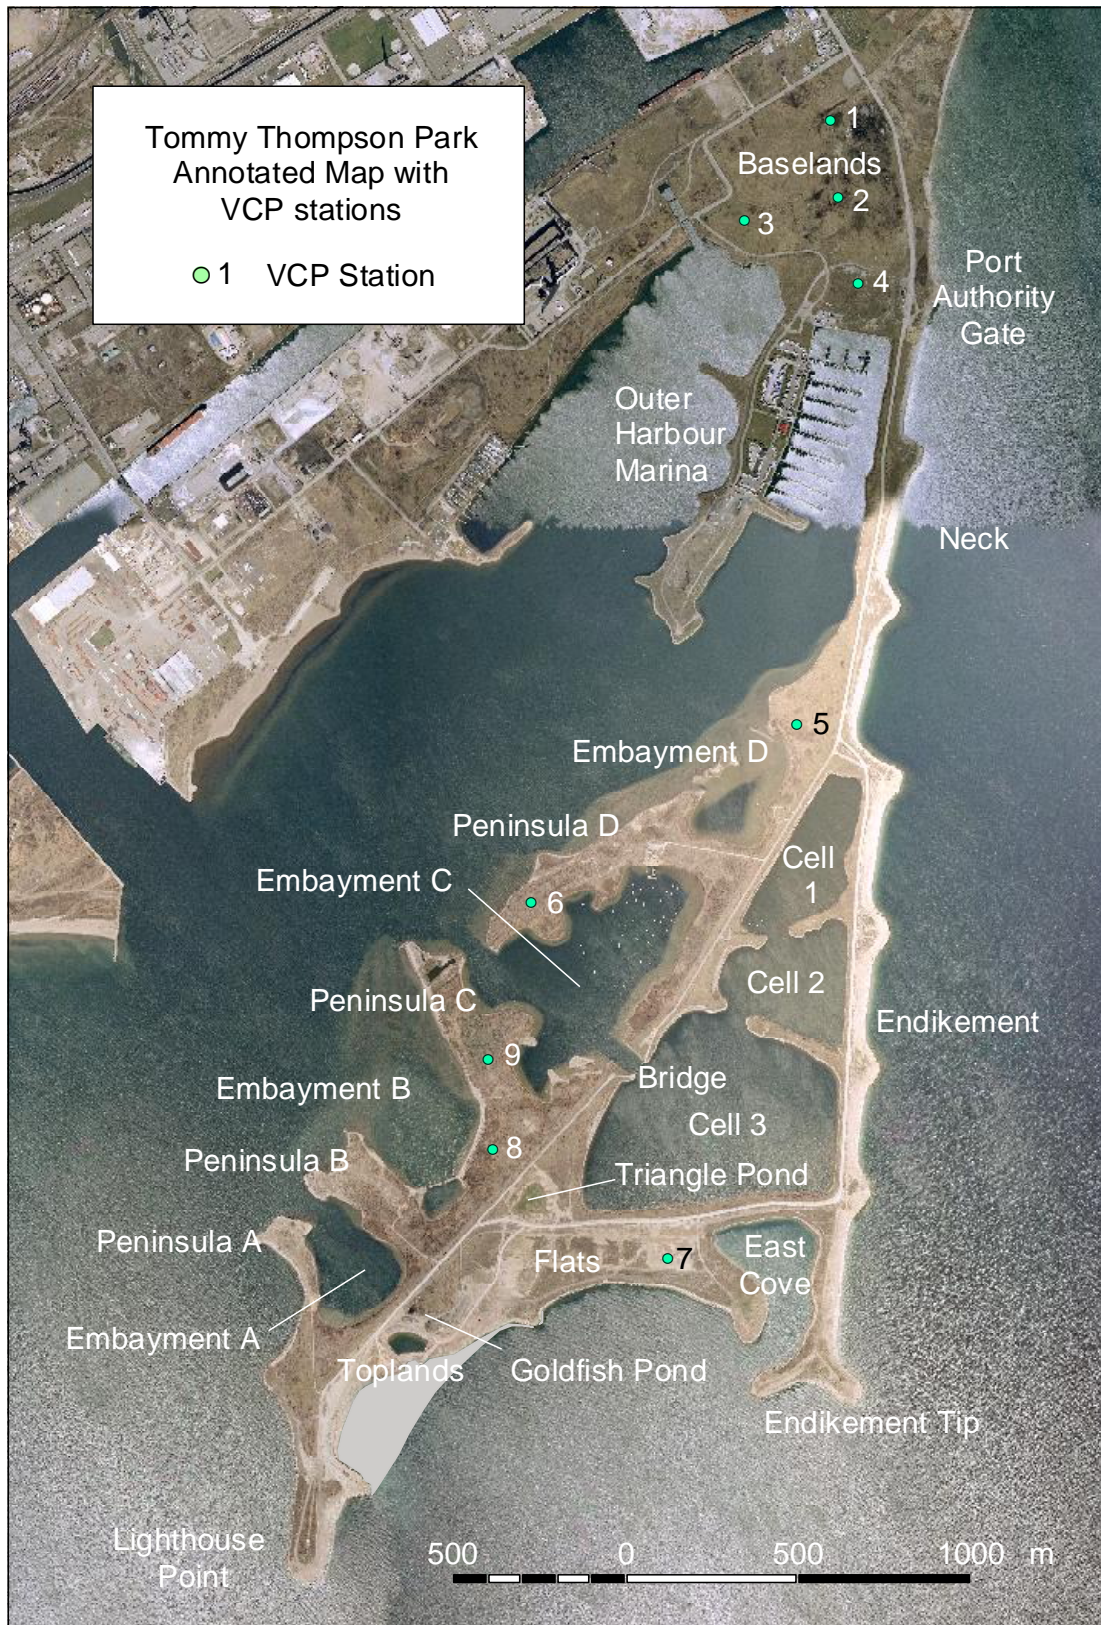 Tommy Thompson Park
Annotated Map with
VCP stations
1 VCP Station
1
Baselands
2
3
4
Port
Authority
Gate
Outer
Harbour
Marina
Neck
5
Embayment D
Peninsula D
Cell
1
Embayment C
6
Cell 2
Peninsula C
Endikement
9
Bridge
Embayment B
Cell 3
8
Peninsula B
Triangle Pond
Peninsula A
East
Cove
Flats
7
Embayment A
Toplands
Goldfish Pond
Endikement Tip
Lighthouse
Point
500 0 500 1000 m